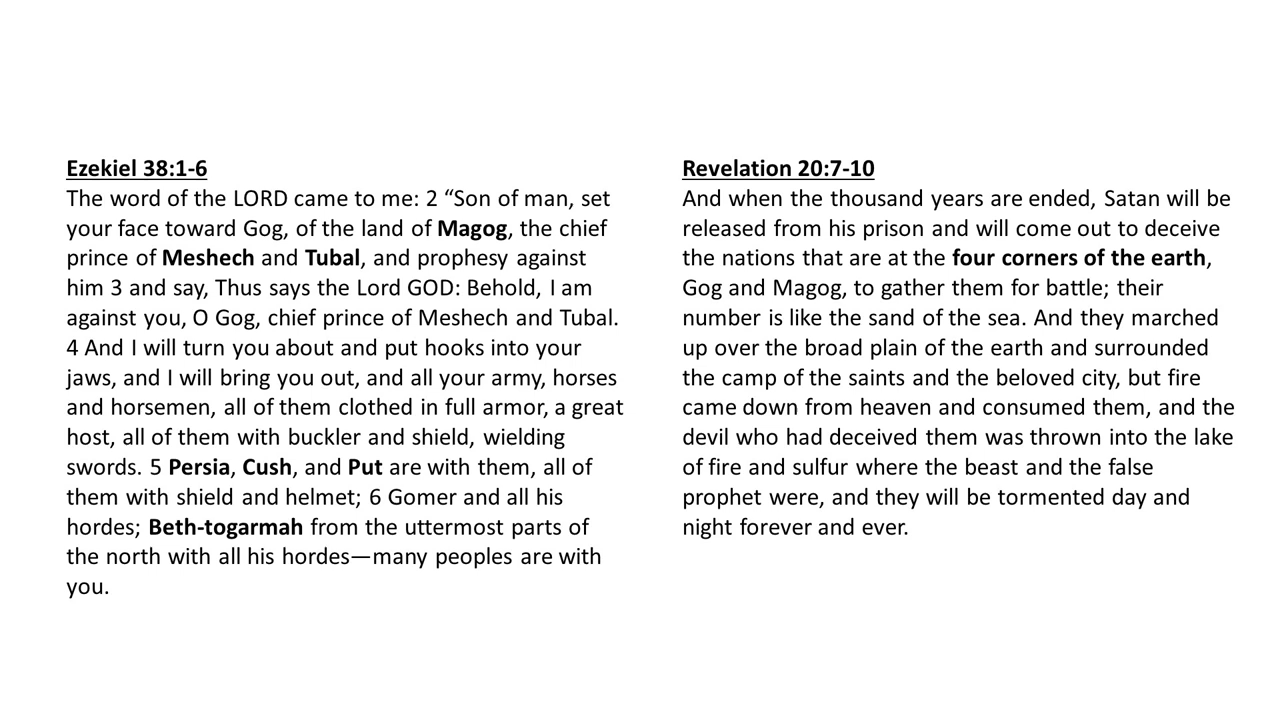 Ezekiel 38:1-6
The word of the LORD came to me: 2 “Son of man, set
your face toward Gog, of the land of Magog, the chief
prince of Meshech and Tubal, and prophesy against
him 3 and say, Thus says the Lord GOD: Behold, I am
against you, O Gog, chief prince of Meshech and Tubal.
4 And I will turn you about and put hooks into your
jaws, and I will bring you out, and all your army, horses
and horsemen, all of them clothed in full armor, a great
host, all of them with buckler and shield, wielding
swords. 5 Persia, Cush, and Put are with them, all of
them with shield and helmet; 6 Gomer and all his
hordes; Beth-togarmah from the uttermost parts of
the north with all his hordes—many peoples are with
you.
Revelation 20:7-10
And when the thousand years are ended, Satan will be
released from his prison and will come out to deceive
the nations that are at the four corners of the earth,
Gog and Magog, to gather them for battle; their
number is like the sand of the sea. And they marched
up over the broad plain of the earth and surrounded
the camp of the saints and the beloved city, but fire
came down from heaven and consumed them, and the
devil who had deceived them was thrown into the lake
of fire and sulfur where the beast and the false
prophet were, and they will be tormented day and
night forever and ever.